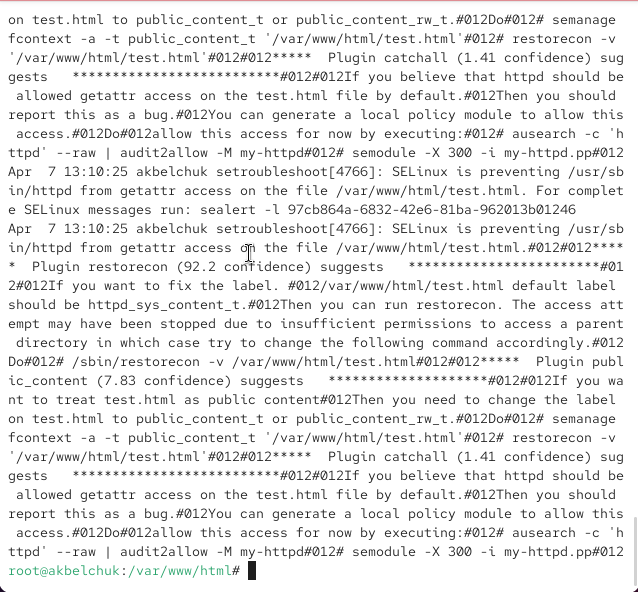 on test.html to public_content_t or public_content_rw_t.#012Do#012# semanage 
fcontext -a -t public_content_t '/var/www/html/test.html'#012# restorecon -v 
'/var/www/html/test.html'#012#012*****  Plugin catchall (1.41 confidence) sug
gests   **************************#012#012If you believe that httpd should be
 allowed getattr access on the test.html file by default.#012Then you should 
report this as a bug.#012You can generate a local policy module to allow this
 access.#012Do#012allow this access for now by executing:#012# ausearch -c 'h
ttpd' --raw | audit2allow -M my-httpd#012# semodule -X 300 -i my-httpd.pp#012
Apr  7 13:10:25 akbelchuk setroubleshoot[4766]: SELinux is preventing /usr/sb
in/httpd from getattr access on the file /var/www/html/test.html. For complet
e SELinux messages run: sealert -l 97cb864a-6832-42e6-81ba-962013b01246
Apr  7 13:10:25 akbelchuk setroubleshoot[4766]: SELinux is preventing /usr/sb
in/httpd from getattr access on the file /var/www/html/test.html.#012#012****
*  Plugin restorecon (92.2 confidence) suggests   ************************#01
2#012If you want to fix the label. #012/var/www/html/test.html default label 
should be httpd_sys_content_t.#012Then you can run restorecon. The access att
empt may have been stopped due to insufficient permissions to access a parent
 directory in which case try to change the following command accordingly.#012
Do#012# /sbin/restorecon -v /var/www/html/test.html#012#012*****  Plugin publ
ic_content (7.83 confidence) suggests   ********************#012#012If you wa
nt to treat test.html as public content#012Then you need to change the label 
on test.html to public_content_t or public_content_rw_t.#012Do#012# semanage 
fcontext -a -t public_content_t '/var/www/html/test.html'#012# restorecon -v 
'/var/www/html/test.html'#012#012*****  Plugin catchall (1.41 confidence) sug
gests   **************************#012#012If you believe that httpd should be
 allowed getattr access on the test.html file by default.#012Then you should 
report this as a bug.#012You can generate a local policy module to allow this
 access.#012Do#012allow this access for now by executing:#012# ausearch -c 'h
ttpd' --raw | audit2allow -M my-httpd#012# semodule -X 300 -i my-httpd.pp#012
root@akbelchuk:/var/www/html#